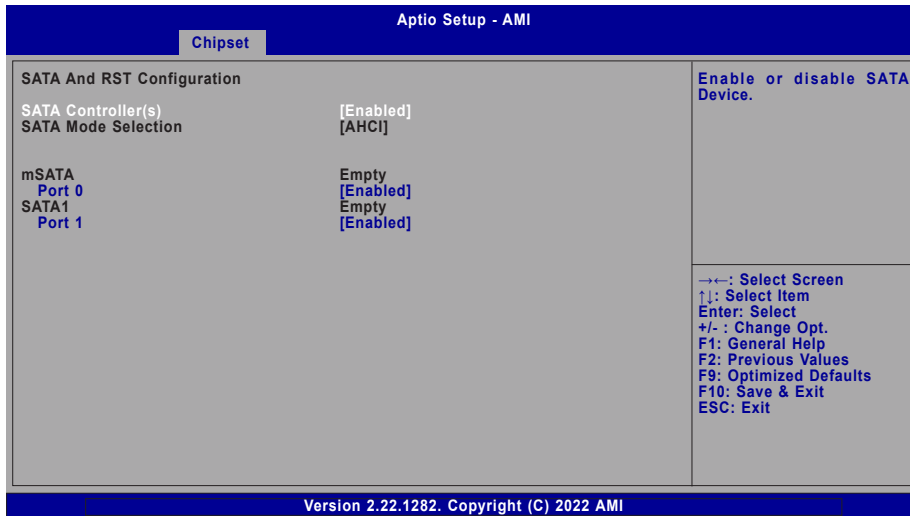 Aptio Setup - AMI
Chipset
SATA And RST Configuration
SATA Controller(s) [Enabled]
SATA Mode Selection [AHCI]
mSATA Empty
Port 0 [Enabled]
SATA1 Empty
Port 1 [Enabled]
Enable or disable SATA
Device.
→←: Select Screen
↑↓: Select Item
Enter: Select
+/- : Change Opt.
F1: General Help
F2: Previous Values
F9: Optimized Defaults
F10: Save & Exit
ESC: Exit
Version 2.22.1282. Copyright (C) 2022 AMI